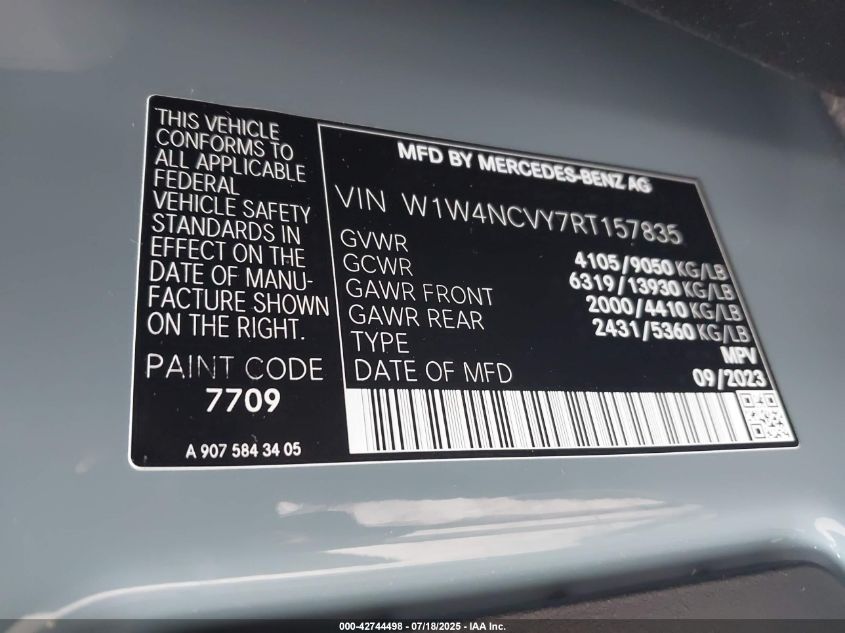 THIS VEHICLE
CONFORMS TO
ALL APPLICABLE
FEDERAL
VEHICLE SAFETY
STANDARDS IN
EFFECT ON THE
DATE OF MANU-
FACTURE SHOWN
ON THE RIGHT.
PAINT CODE
7709
A 907 584 34 05
MFD BY MERCEDES-BENZ AG
VIN W1W4NCVY7RT157835
GVWR 4105/9050 KG/LB
GCWR 6319/13930 KG/LB
GAWR FRONT 2000/4410 KG/LB
GAWR REAR 2431/5360 KG/LB
TYPE MPV
DATE OF MFD 09/2023
000-42744498 - 07/18/2025 - IAA Inc.